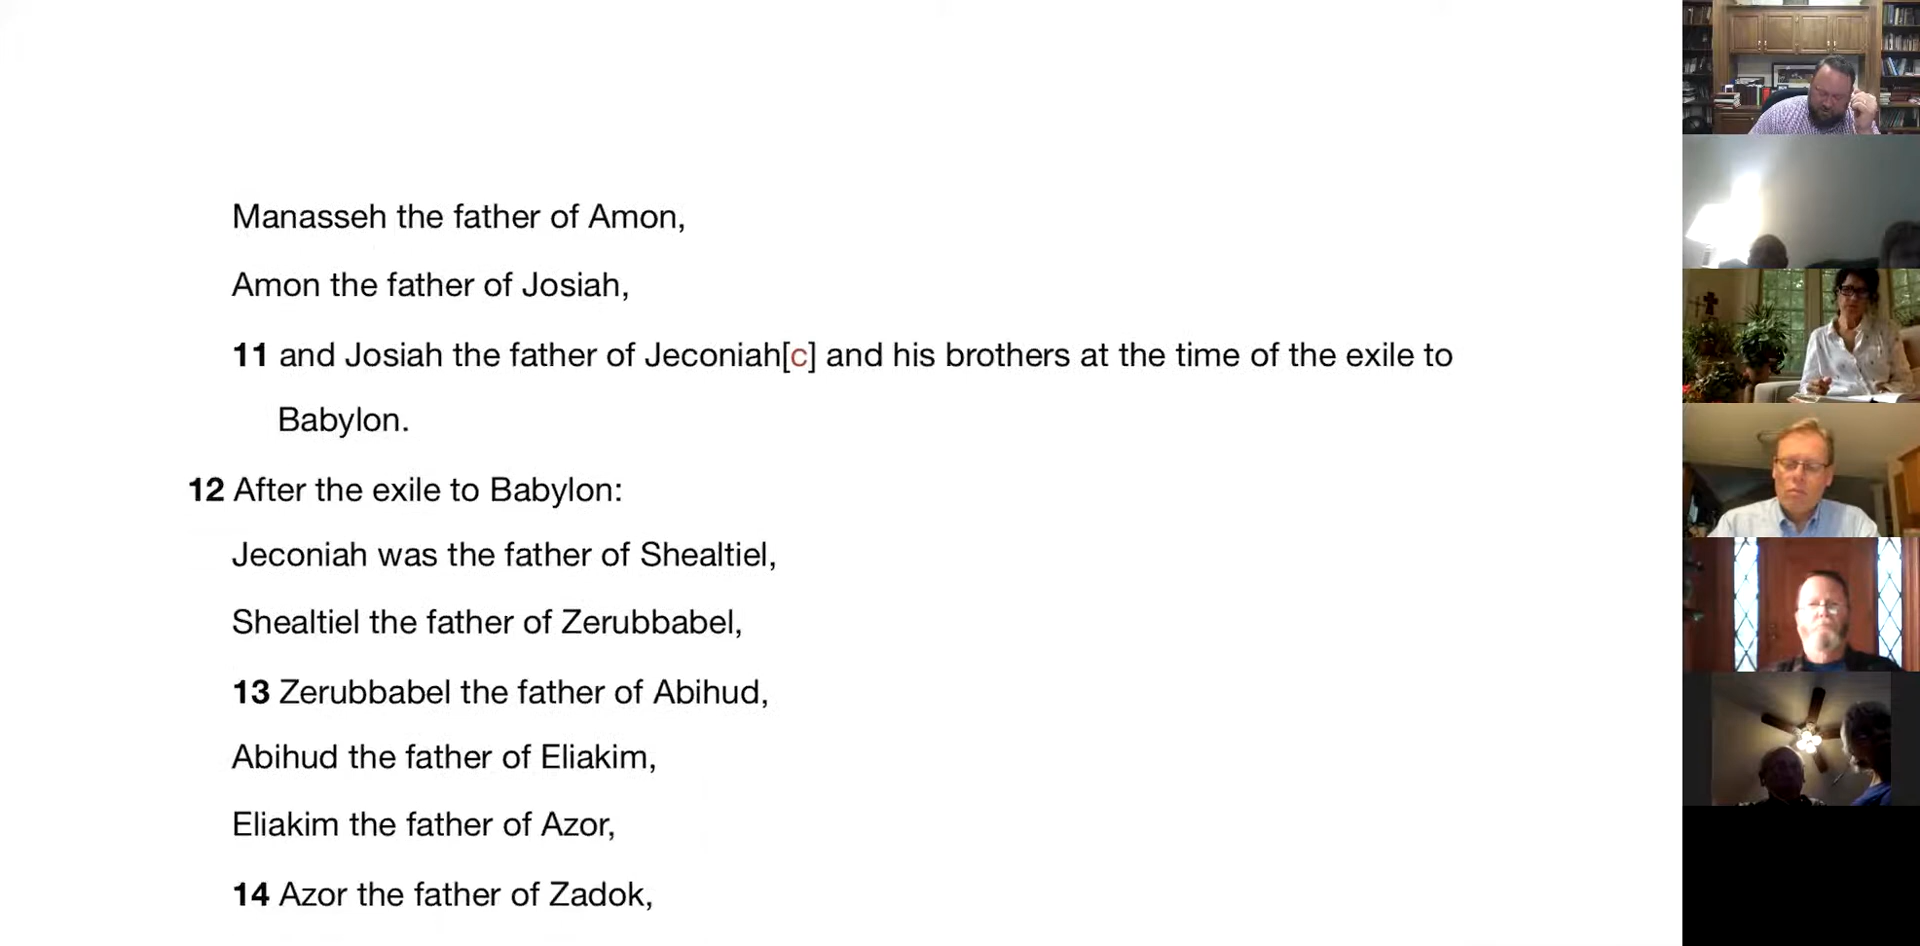 Manasseh the father of Amon,
Amon the father of Josiah,
11 and Josiah the father of Jeconiah[c] and his brothers at the time of the exile to
Babylon.
12 After the exile to Babylon:
Jeconiah was the father of Shealtiel,
Shealtiel the father of Zerubbabel,
13 Zerubbabel the father of Abihud,
Abihud the father of Eliakim,
Eliakim the father of Azor,
14 Azor the father of Zadok,